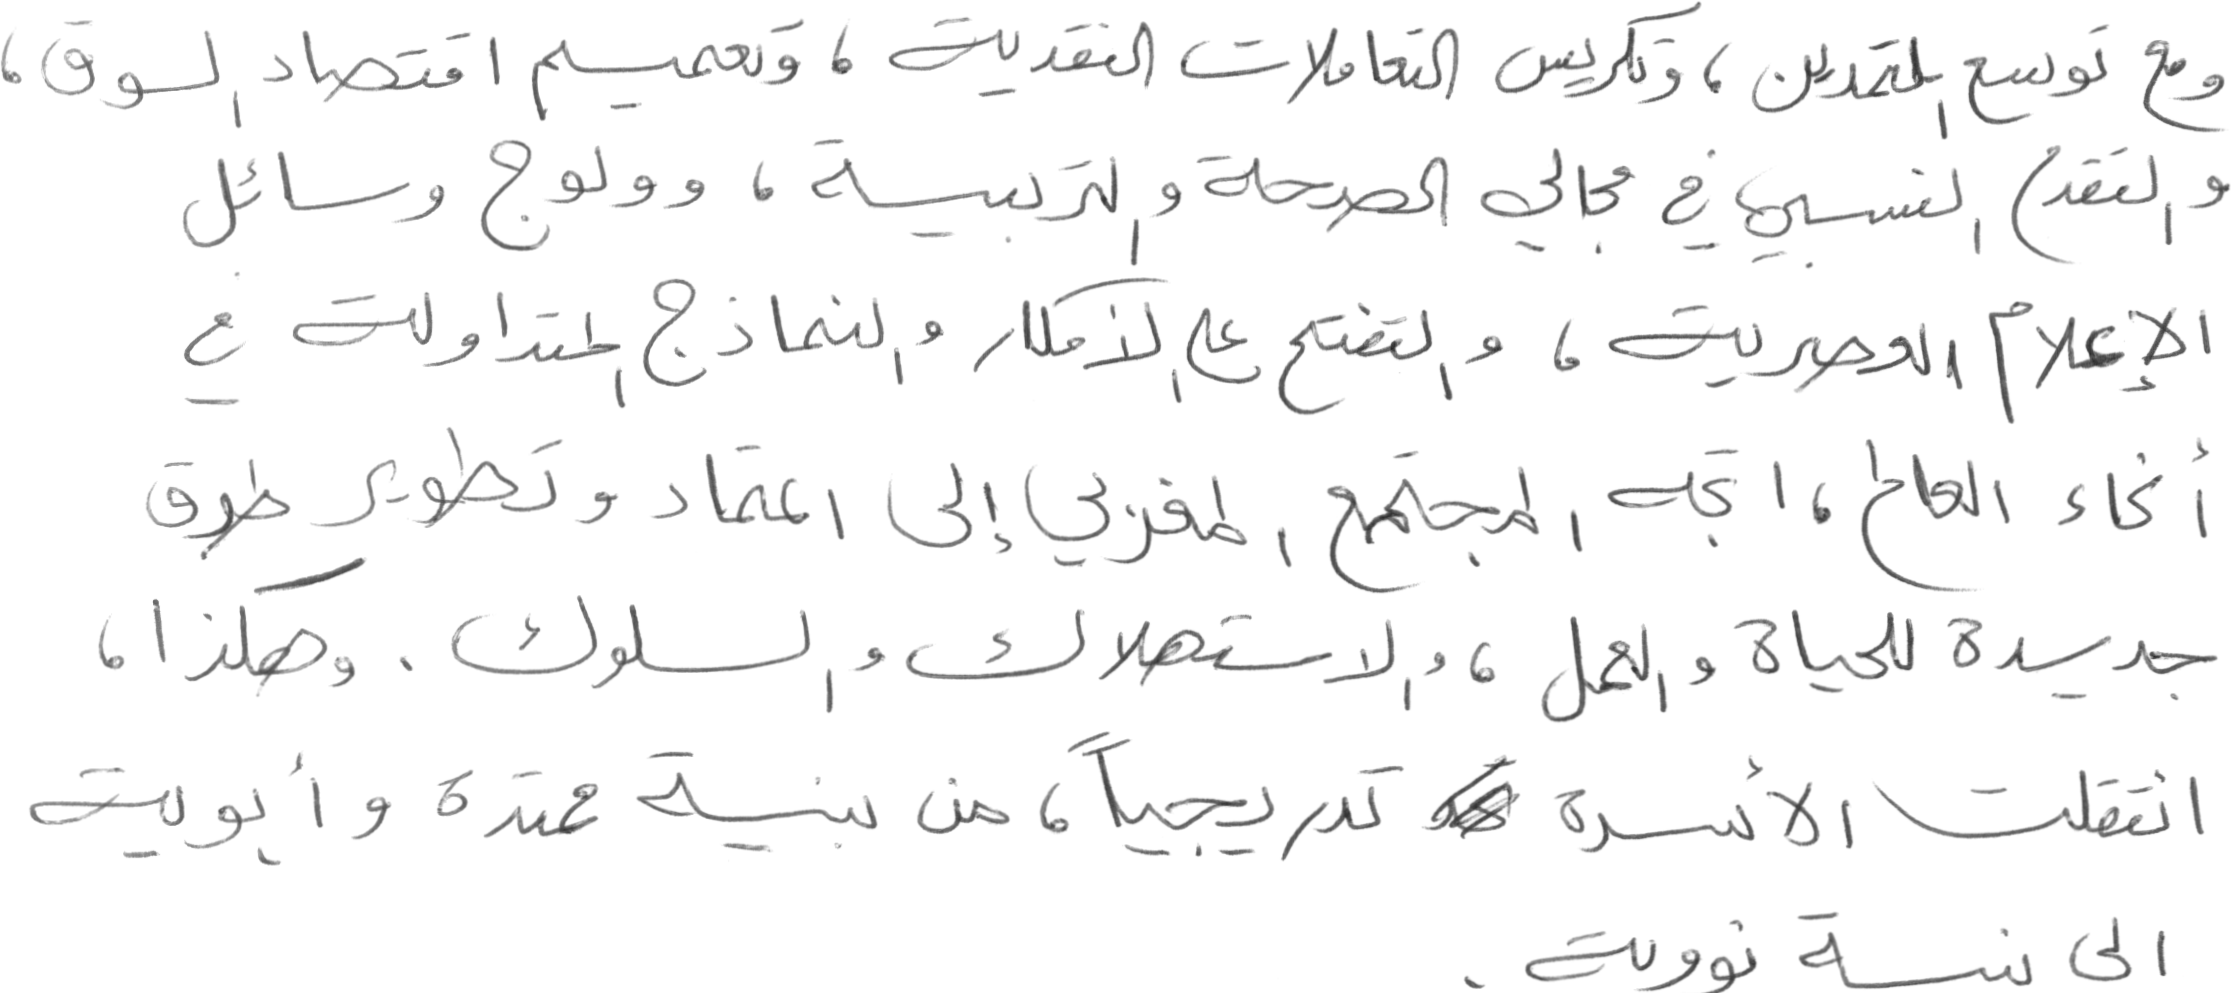 ومع توسع التمدين، وتكريس التعاملات النقدية، وتعميم اقتصاد السوق،
والتقدم النسبي في مجالي الصحة والتربية، وولوج وسائل
الإعلام العصرية، والتفتح على الأفكار والنماذج المتداولة في
أنحاء العالم، اتجه المجتمع المغربي إلى اعتماد وتطوير طرق
جديدة للحياة والعمل، والاستهلاك والسلوك. وهكذا،
انتقلت الأسرة تدريجياً، من بنية ممتدة وأبوية
الى بنية نووية.